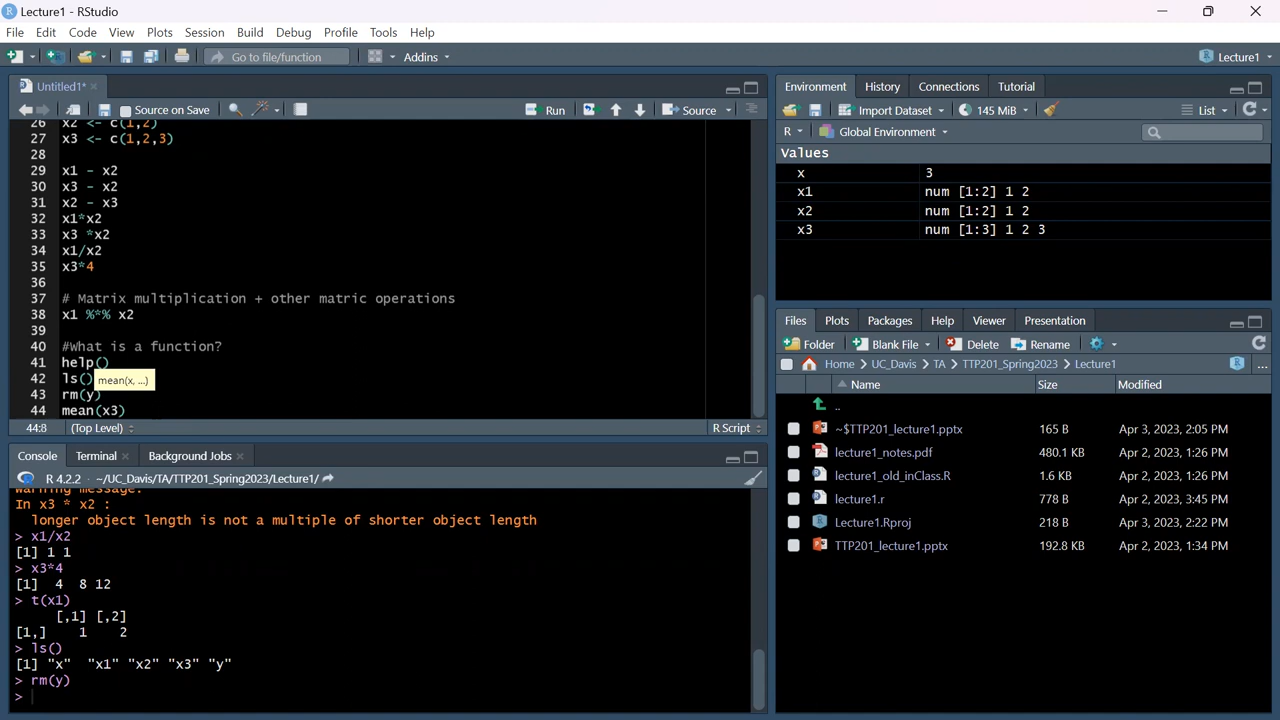 Lecture1 - RStudio
File Edit Code View Plots Session Build Debug Profile Tools Help
Go to file/function
Addins
Lecture1
Untitled1*
Source on Save
Run
Source
26 x2 <- c(1,2)
27 x3 <- c(1,2,3)
28
29 x1 - x2
30 x3 - x2
31 x2 - x3
32 x1*x2
33 x3 *x2
34 x1/x2
35 x3*4
36
37 # Matrix multiplication + other matric operations
38 x1 %*% x2
39
40 #What is a function?
41 help()
42 ls()
mean(x, ...)
43 rm(y)
44 mean(x3)
44:8 (Top Level) R Script
Console Terminal Background Jobs
R 4.2.2 · ~/UC_Davis/TA/TTP201_Spring2023/Lecture1/
Warning message:
In x3 * x2 :
longer object length is not a multiple of shorter object length
> x1/x2
[1] 1 1
> x3*4
[1] 4 8 12
> t(x1)
[,1] [,2]
[1,] 1 2
> ls()
[1] "x" "x1" "x2" "x3" "y"
> rm(y)
>
Environment History Connections Tutorial
Import Dataset 145 MiB List
R Global Environment
Values
x 3
x1 num [1:2] 1 2
x2 num [1:2] 1 2
x3 num [1:3] 1 2 3
Files Plots Packages Help Viewer Presentation
Folder Blank File Delete Rename
Home UC_Davis TA TTP201_Spring2023 Lecture1 ...
Name Size Modified
..
~$TTP201_lecture1.pptx 165 B Apr 3, 2023, 2:05 PM
lecture1_notes.pdf 480.1 KB Apr 2, 2023, 1:26 PM
lecture1_old_inClass.R 1.6 KB Apr 2, 2023, 1:26 PM
lecture1.r 778 B Apr 2, 2023, 3:45 PM
Lecture1.Rproj 218 B Apr 3, 2023, 2:22 PM
TTP201_lecture1.pptx 192.8 KB Apr 2, 2023, 1:34 PM